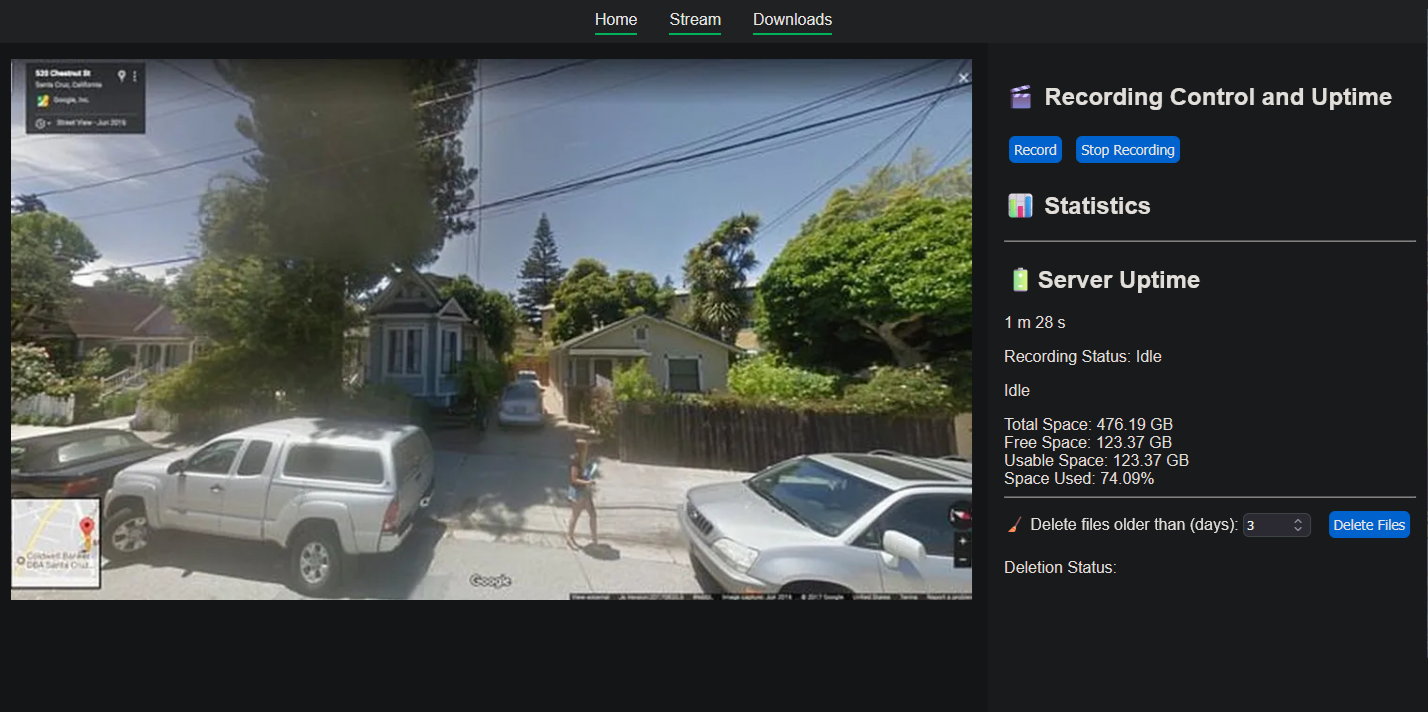 Home Stream Downloads
520 Chestnut St
Santa Cruz, California
Google, Inc.
Street View - Jun 2016
Coldwell Banker
DBA Santa Cruz...
Google
Image capture: Jun 2016 © 2017 Google United States Terms Report a problem
Recording Control and Uptime
Record Stop Recording
Statistics
Server Uptime
1 m 28 s
Recording Status: Idle
Idle
Total Space: 476.19 GB
Free Space: 123.37 GB
Usable Space: 123.37 GB
Space Used: 74.09%
Delete files older than (days): 3 Delete Files
Deletion Status: